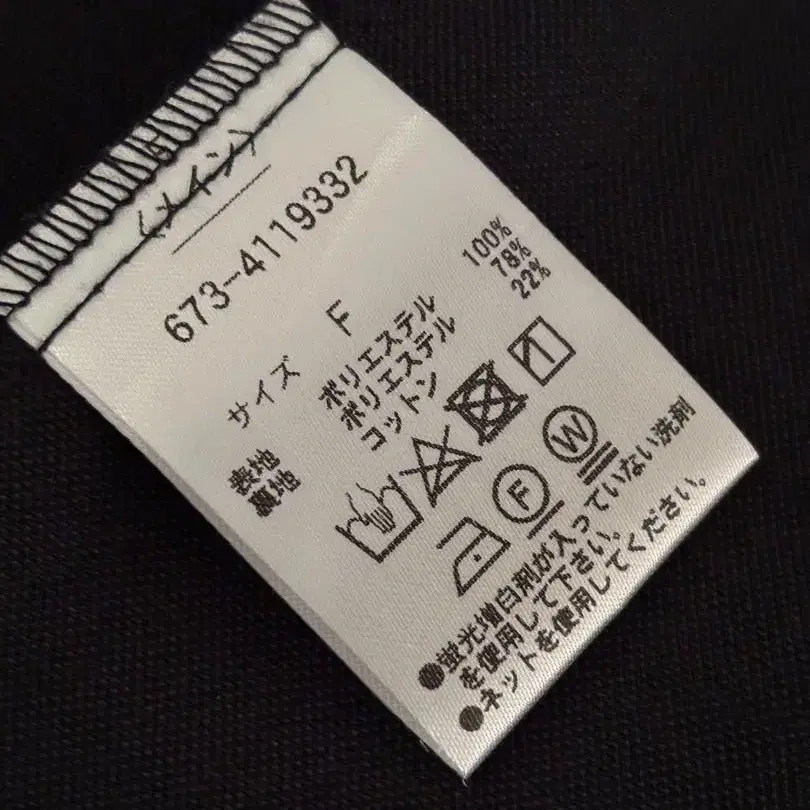 〈メイン〉
673-4119332
サイズ F
表地 ポリエステル 100%
裏地 ポリエステル 78%
コットン 22%
F W
●蛍光増白剤が入っていない洗剤
を使用して下さい。
●ネットを使用してください。